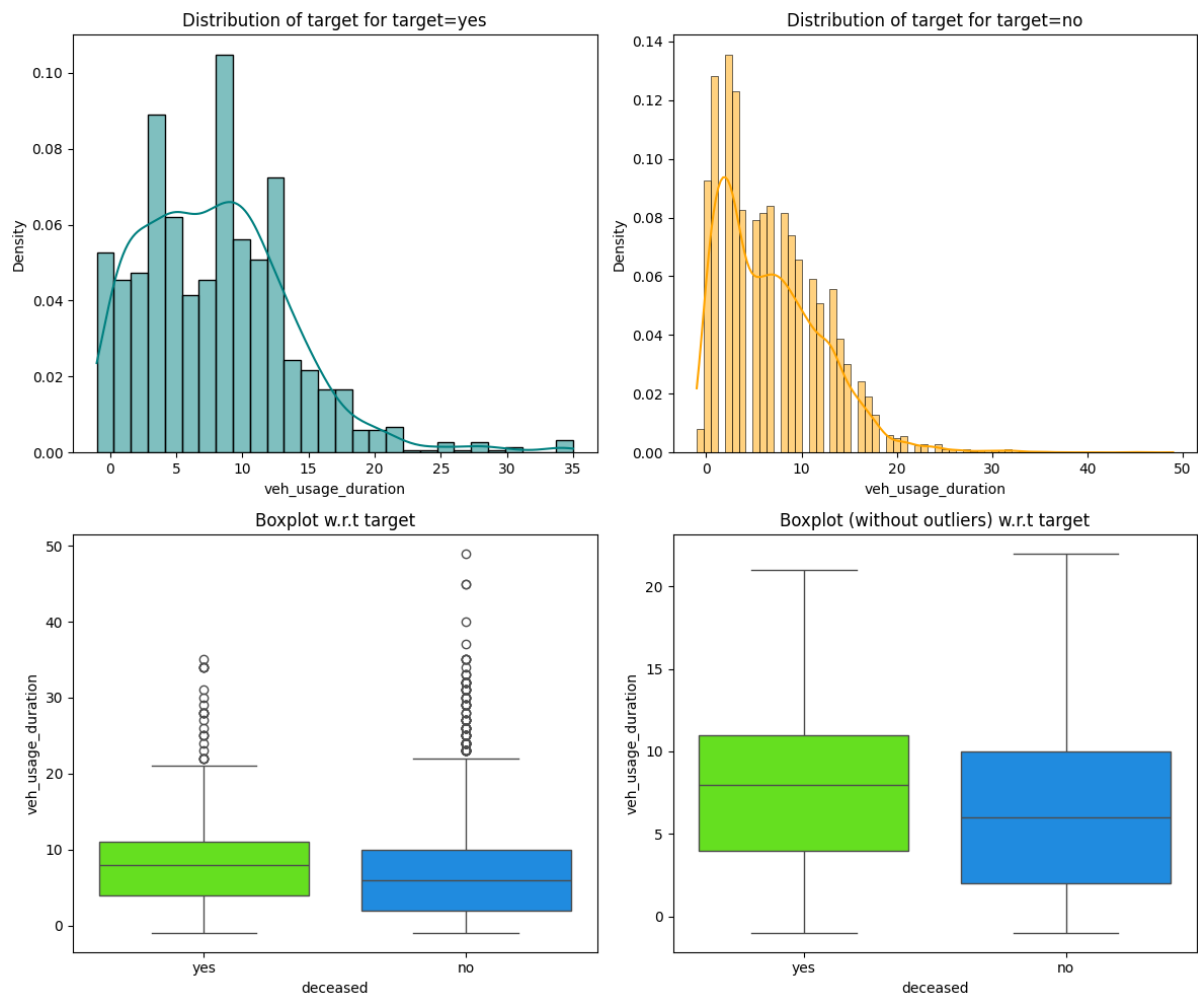 Distribution of target for target=yes
Density
0.10
0.08
0.06
0.04
0.02
0.00
0 5 10 15 20 25 30 35
veh_usage_duration
Distribution of target for target=no
Density
0.14
0.12
0.10
0.08
0.06
0.04
0.02
0.00
0 10 20 30 40 50
veh_usage_duration
Boxplot w.r.t target
veh_usage_duration
50
40
30
20
10
0
yes no
deceased
Boxplot (without outliers) w.r.t target
veh_usage_duration
20
15
10
5
0
yes no
deceased